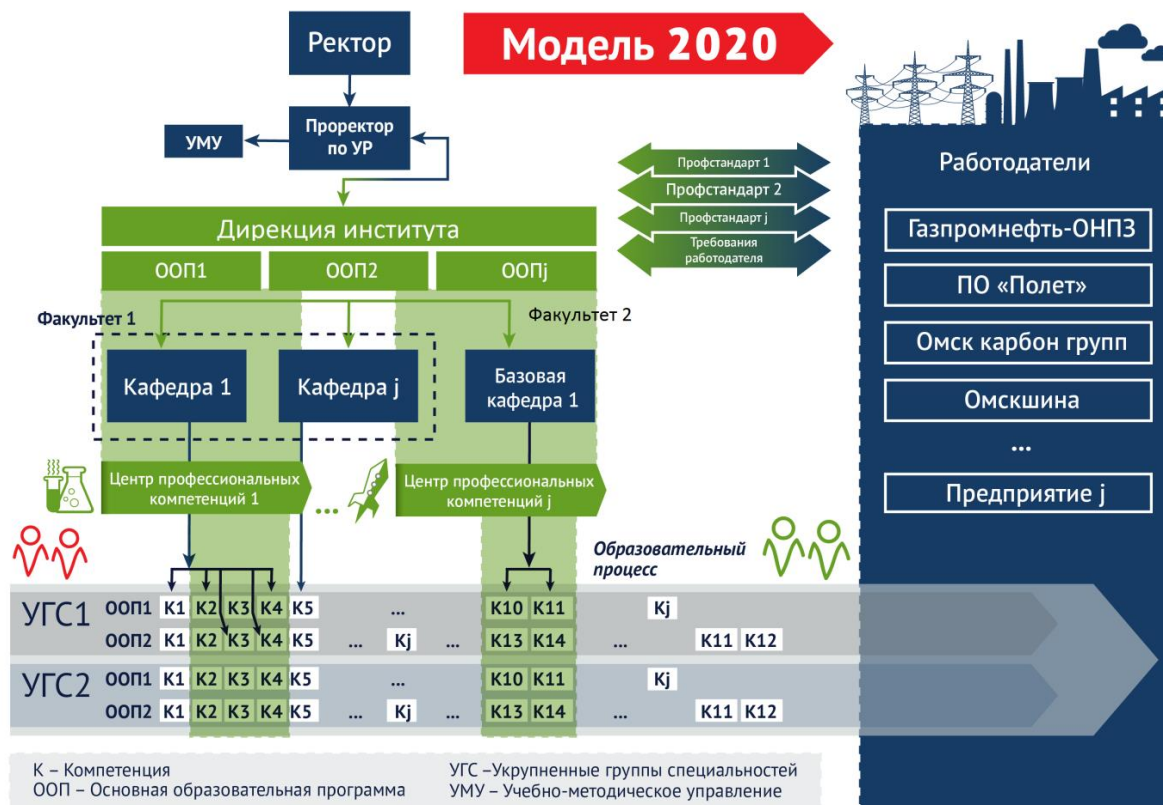 Ректор
Модель 2020
УМУ
Проректор
по УР
Профстандарт 1
Профстандарт 2
Профстандарт j
Требования
работодателя
Дирекция института
ООП1
ООП2
ООПj
Факультет 1
Факультет 2
Кафедра 1
Кафедра j
Базовая
кафедра 1
Центр профессиональных
компетенций 1
...
Центр профессиональных
компетенций j
Работодатели
Газпромнефть-ОНПЗ
ПО «Полет»
Омск карбон групп
Омскшина
...
Предприятие j
Образовательный
процесс
УГС1
ООП1 К1 К2 К3 К4 К5 ... К10 К11 Kj
ООП2 К1 К2 К3 К4 К5 ... Kj ... К13 К14 ... К11 К12
УГС2
ООП1 К1 К2 К3 К4 К5 ... К10 К11 Kj
ООП2 К1 К2 К3 К4 К5 ... Kj ... К13 К14 ... К11 К12
К – Компетенция
ООП – Основная образовательная программа
УГС –Укрупненные группы специальностей
УМУ – Учебно-методическое управление